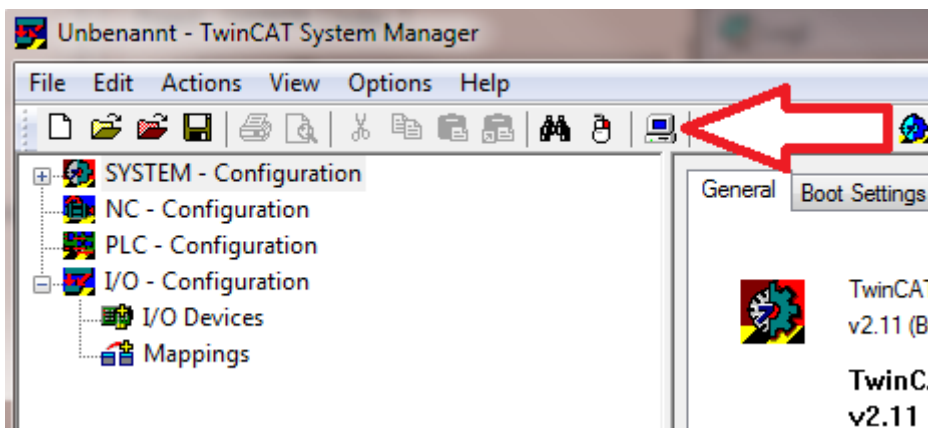 Unbenannt - TwinCAT System Manager
File Edit Actions View Options Help
SYSTEM - Configuration
NC - Configuration
PLC - Configuration
I/O - Configuration
I/O Devices
Mappings
General Boot Settings
TwinCAT
v2.11 (B
TwinC
v2.11